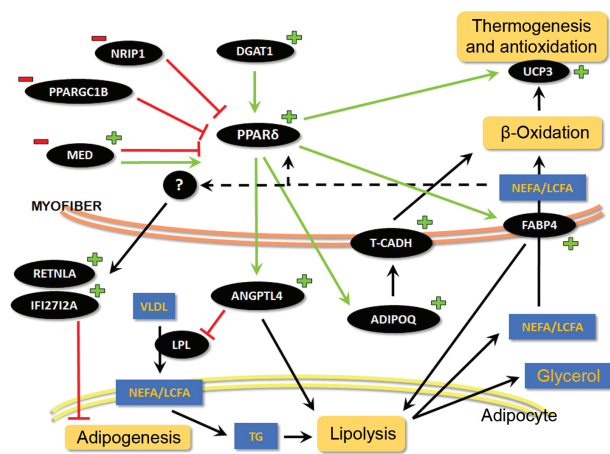 Thermogenesis
and antioxidation
NRIP1
DGAT1
UCP3
PPARGC1B
PPARδ
β-Oxidation
MED
?
NEFA/LCFA
MYOFIBER
FABP4
T-CADH
RETNLA
IFI27I2A
VLDL
ANGPTL4
ADIPOQ
LPL
NEFA/LCFA
NEFA/LCFA
Glycerol
Adipocyte
Adipogenesis
TG
Lipolysis